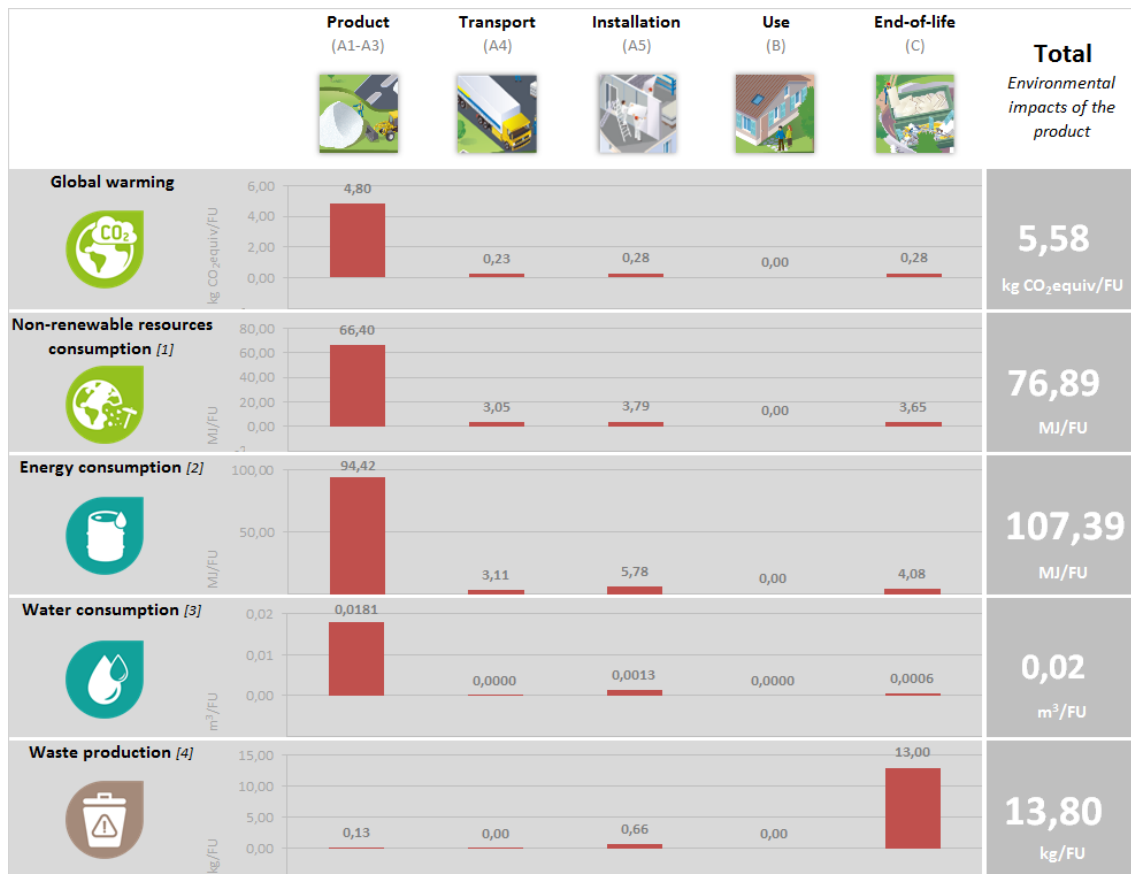 Product
(A1-A3)
Transport
(A4)
Installation
(A5)
Use
(B)
End-of-life
(C)
Total
Environmental
impacts of the
product
Global warming
CO₂
kg CO₂equiv/FU
6,00
4,00
2,00
0,00
4,80
0,23
0,28
0,00
0,28
5,58
kg CO₂equiv/FU
Non-renewable resources
consumption [1]
MJ/FU
80,00
60,00
40,00
20,00
0,00
66,40
3,05
3,79
0,00
3,65
76,89
MJ/FU
Energy consumption [2]
MJ/FU
100,00
50,00
94,42
3,11
5,78
0,00
4,08
107,39
MJ/FU
Water consumption [3]
m³/FU
0,02
0,01
0,00
0,0181
0,0000
0,0013
0,0000
0,0006
0,02
m³/FU
Waste production [4]
kg/FU
15,00
10,00
5,00
0,00
0,13
0,00
0,66
0,00
13,00
13,80
kg/FU